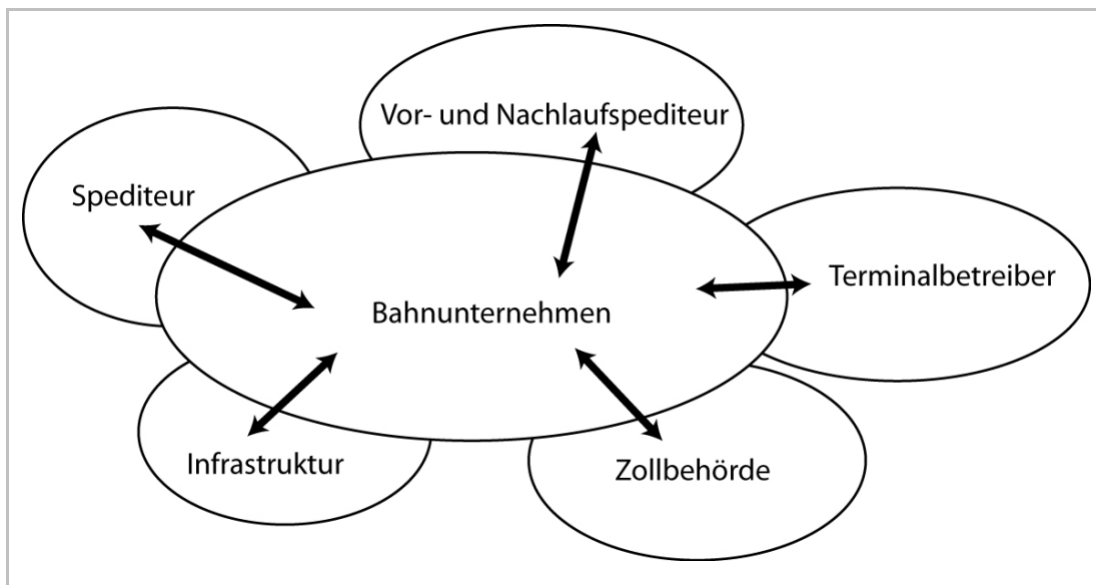 Vor- und Nachlaufspediteur
Spediteur
Terminalbetreiber
Bahnunternehmen
Infrastruktur
Zollbehörde